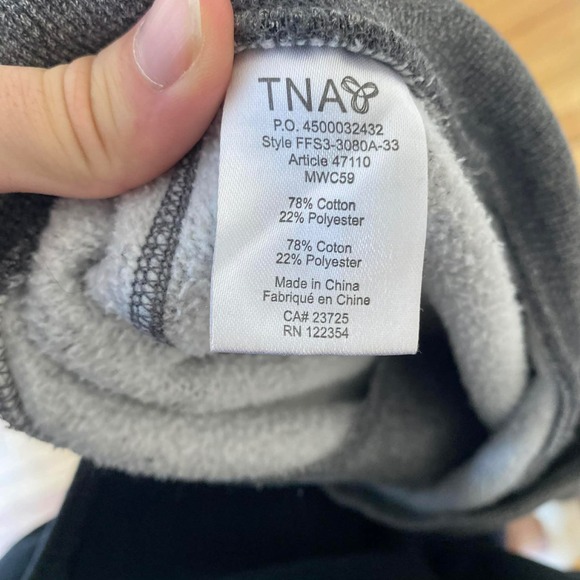 TNA
P.O. 4500032432
Style FFS3-3080A-33
Article 47110
MWC59
78% Cotton
22% Polyester
78% Coton
22% Polyester
Made in China
Fabriqué en Chine
CA# 23725
RN 122354